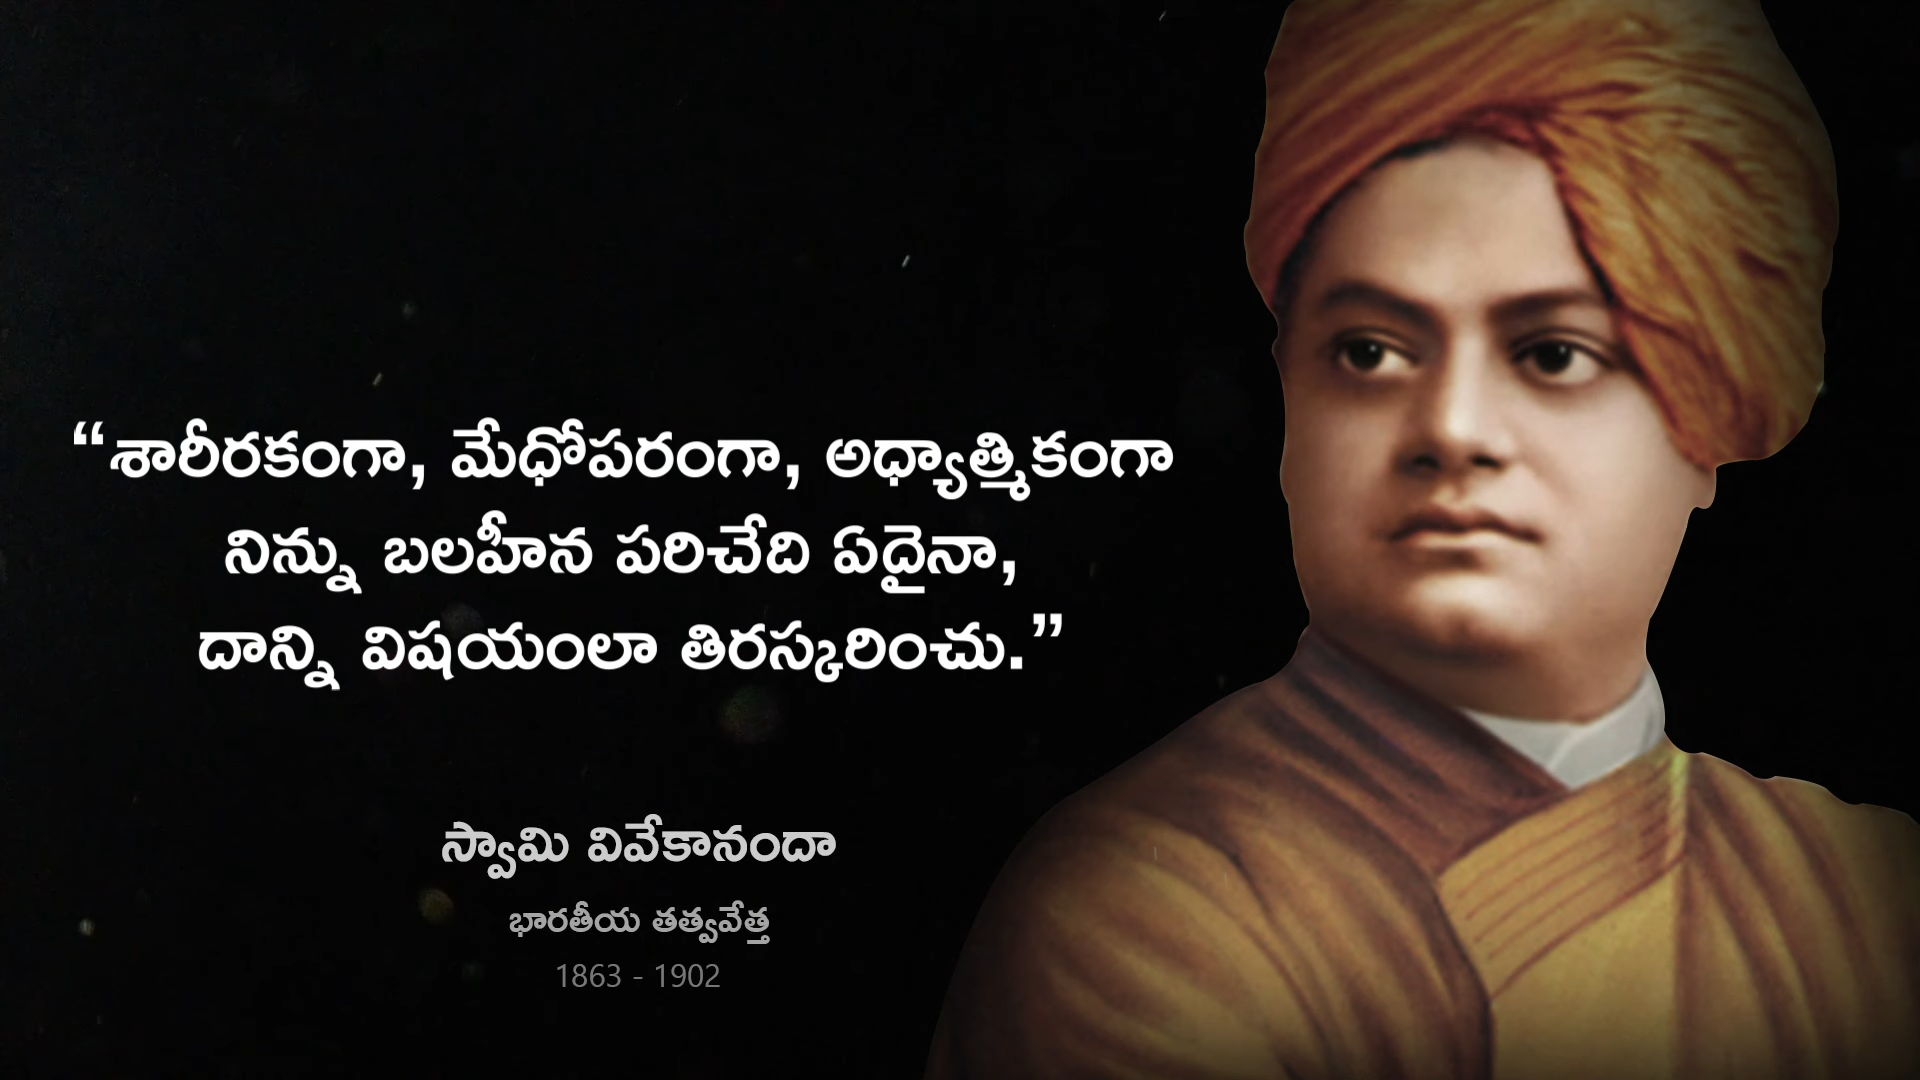 “శారీరకంగా, మేధోపరంగా, అధ్యాత్మికంగా
నిన్ను బలహీన పరిచేది ఏదైనా,
దాన్ని విషయంలా తిరస్కరించు.”
స్వామి వివేకానందా
భారతీయ తత్వవేత్త
1863 - 1902